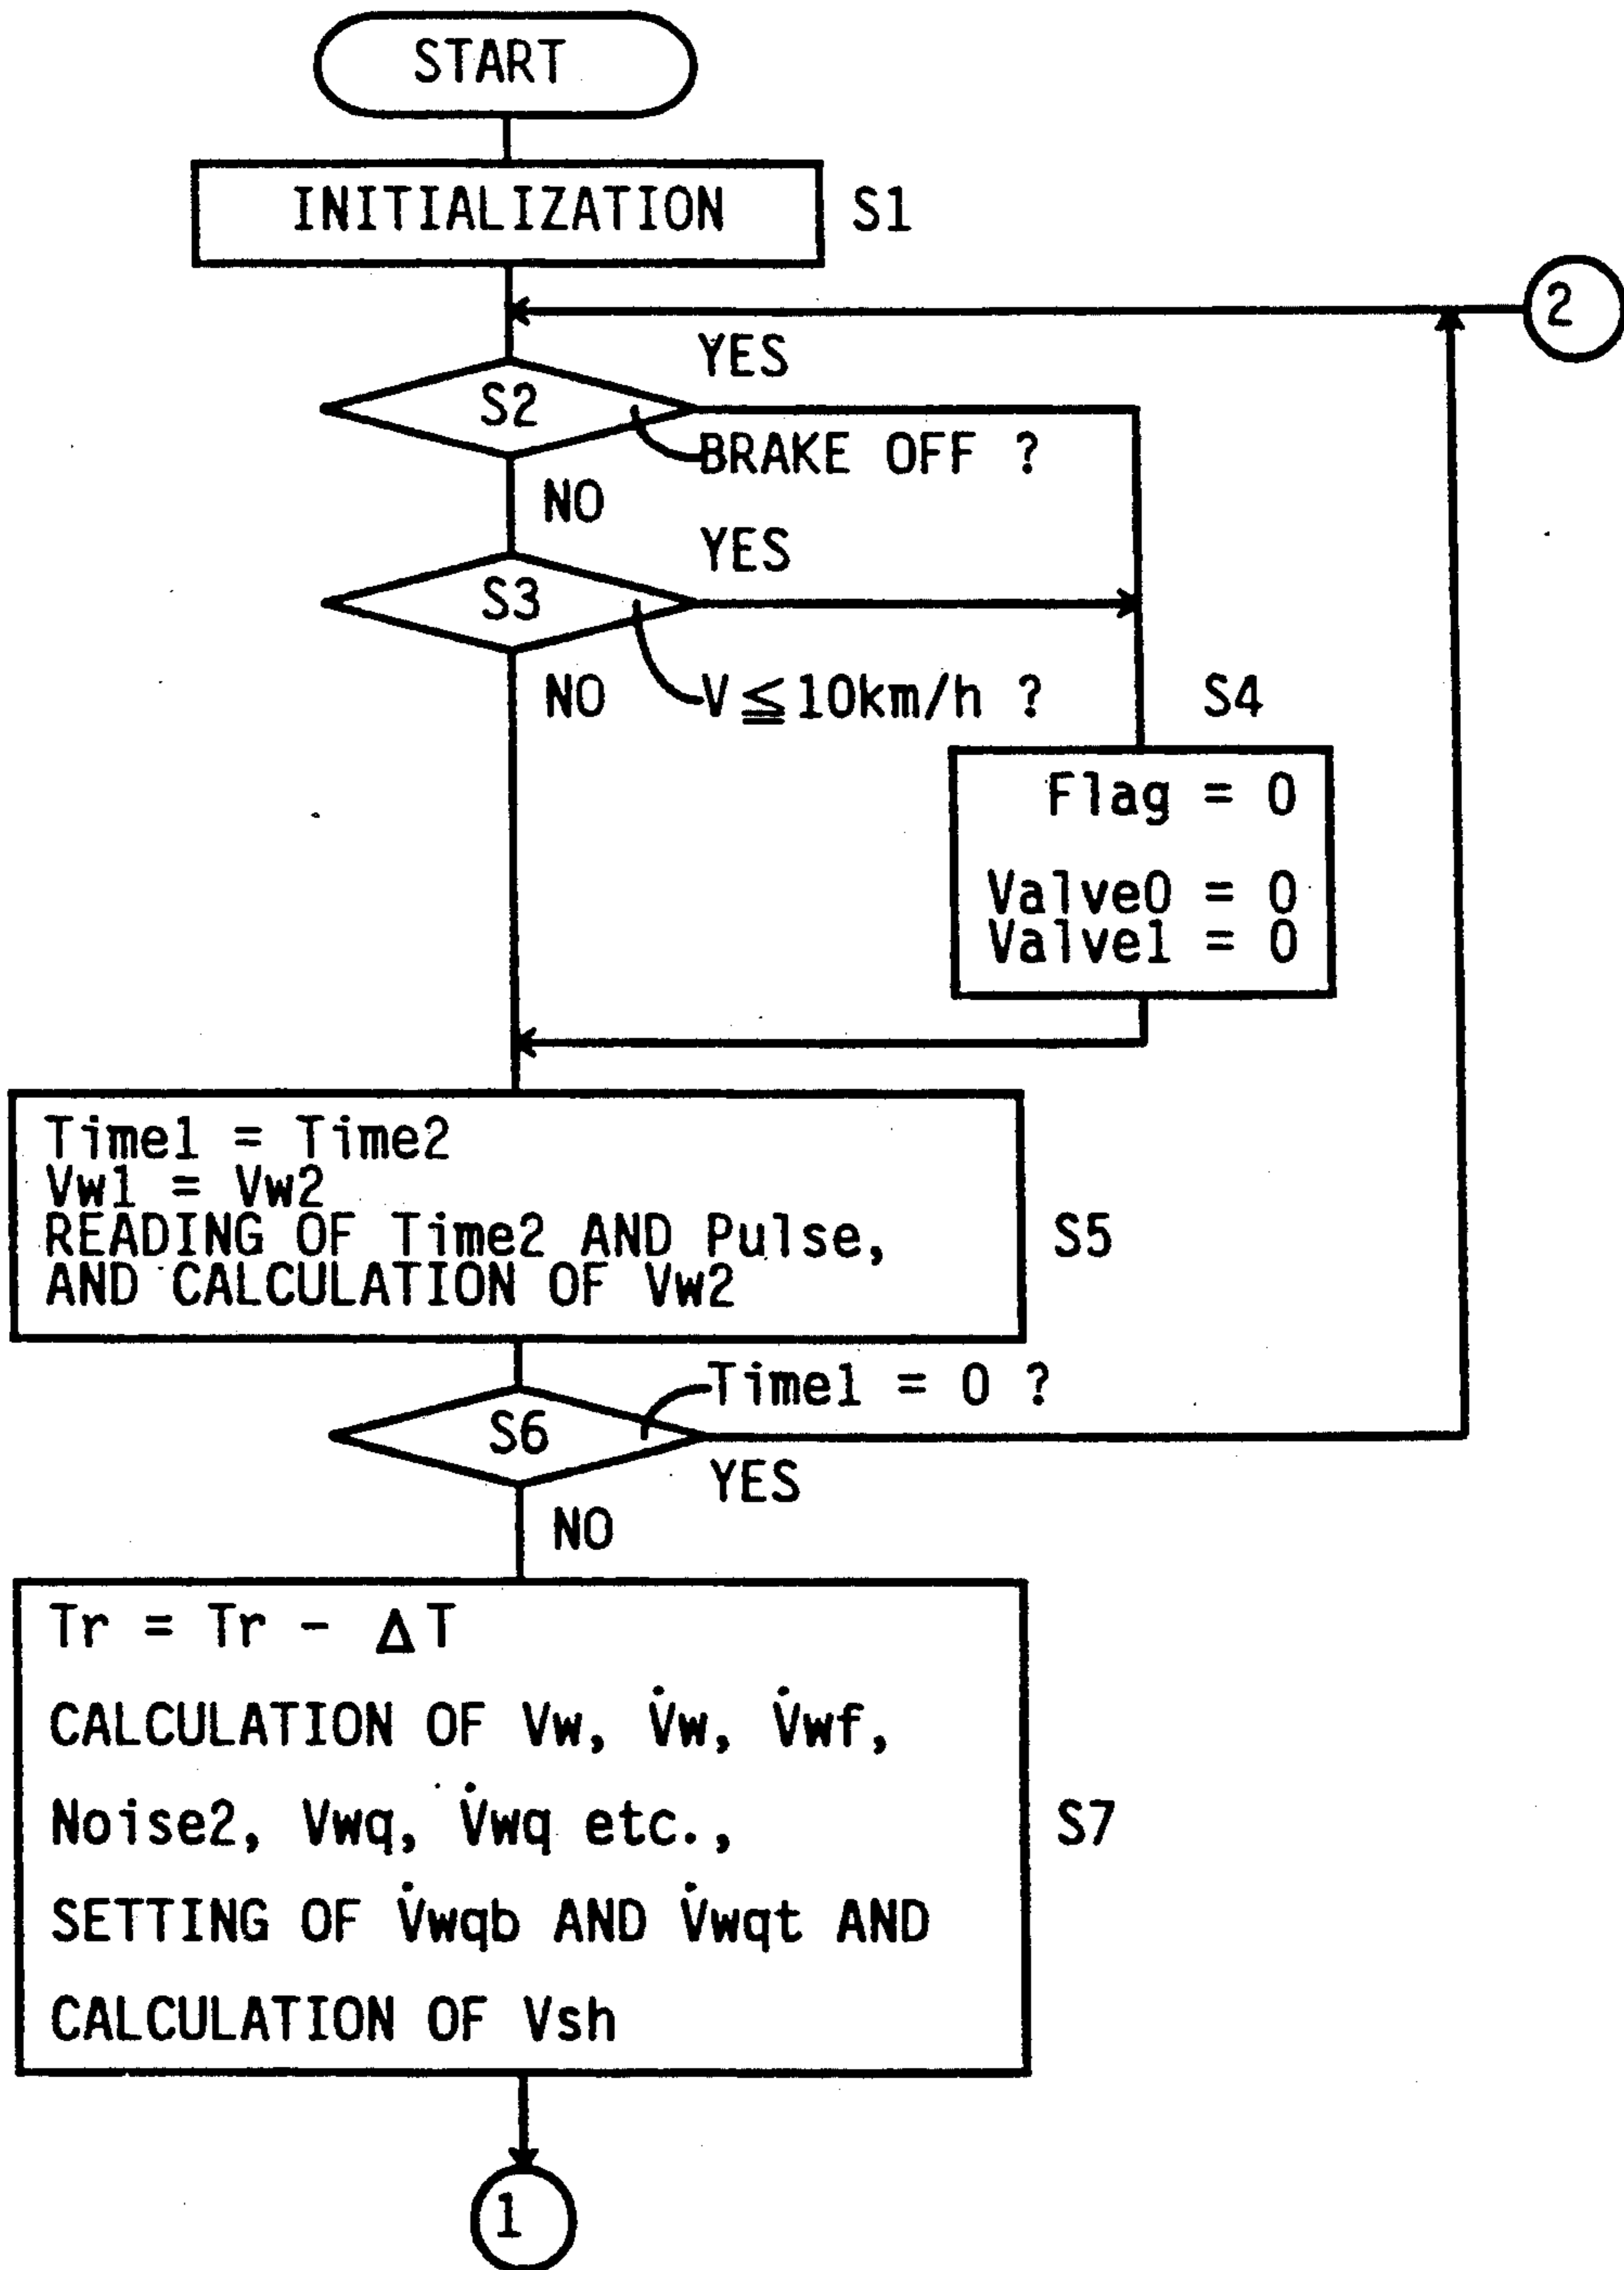 START
INITIALIZATION
S1
2
YES
S2
BRAKE OFF ?
NO
YES
S3
NO
V≦10km/h ?
S4
Flag = 0
Valve0 = 0
Valve1 = 0
Time1 = Time2
Vw1 = Vw2
READING OF Time2 AND Pulse,
AND CALCULATION OF Vw2
S5
Time1 = 0 ?
S6
YES
NO
Tr = Tr - ΔT
CALCULATION OF Vw, V̇w, V̇wf,
Noise2, Vwq, V̇wq etc.,
SETTING OF V̇wqb AND V̇wqt AND
CALCULATION OF Vsh
S7
1